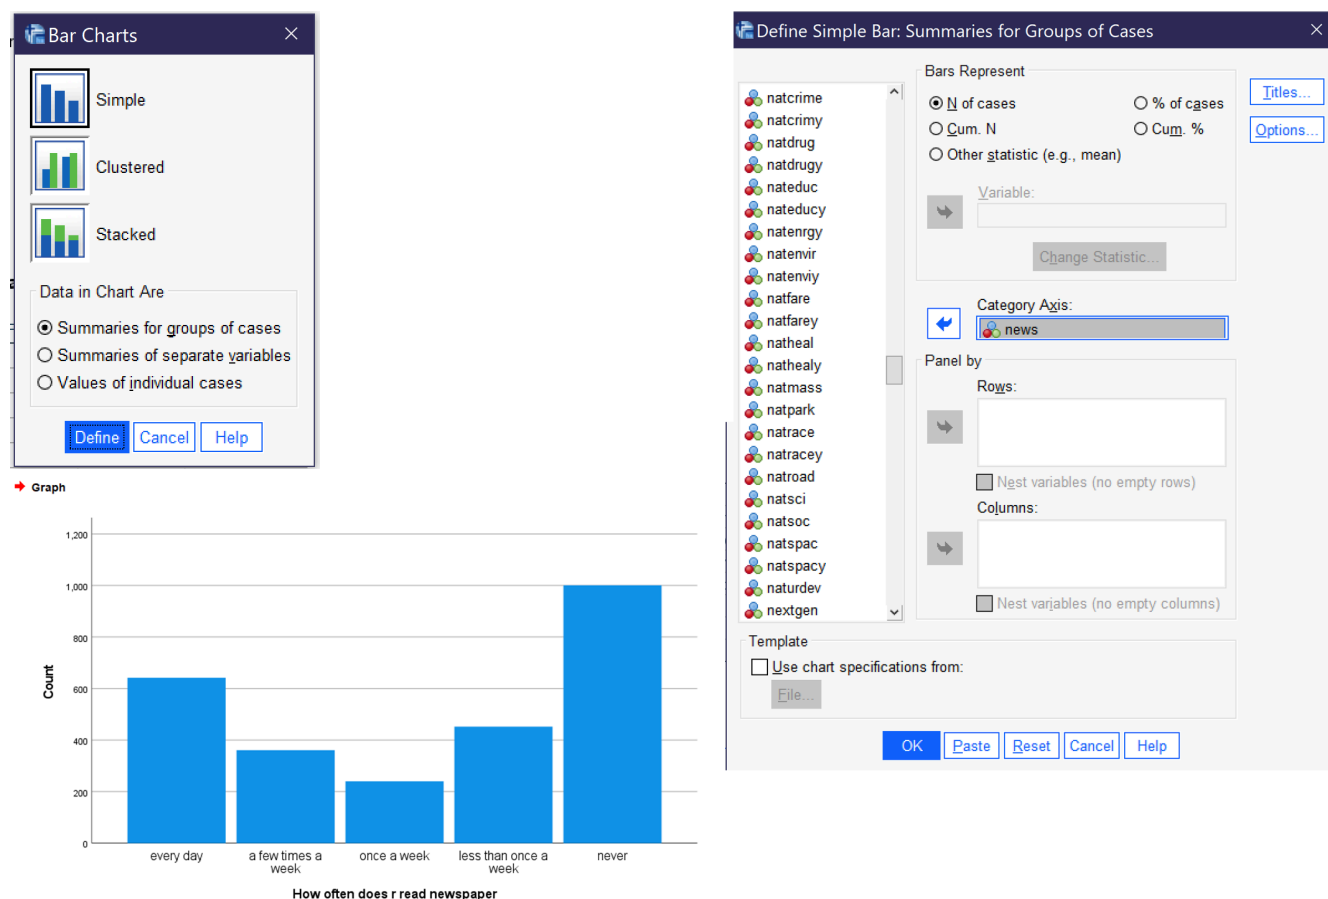 Bar Charts
Simple
Clustered
Stacked
Data in Chart Are
Summaries for groups of cases
Summaries of separate variables
Values of individual cases
Define Cancel Help
Graph
1,200
1,000
800
600
400
200
0
Count
every day
a few times a
week
once a week
less than once a
week
never
How often does r read newspaper
Define Simple Bar: Summaries for Groups of Cases
natcrime
natcrimy
natdrug
natdrugy
nateduc
nateducy
natenrgy
natenvir
natenviy
natfare
natfarey
natheal
nathealy
natmass
natpark
natrace
natracey
natroad
natsci
natsoc
natspac
natspacy
naturdev
nextgen
Bars Represent
N of cases % of cases
Cum. N Cum. %
Other statistic (e.g., mean)
Variable:
Change Statistic...
Category Axis:
news
Panel by
Rows:
Nest variables (no empty rows)
Columns:
Nest variables (no empty columns)
Titles...
Options...
Template
Use chart specifications from:
File...
OK Paste Reset Cancel Help